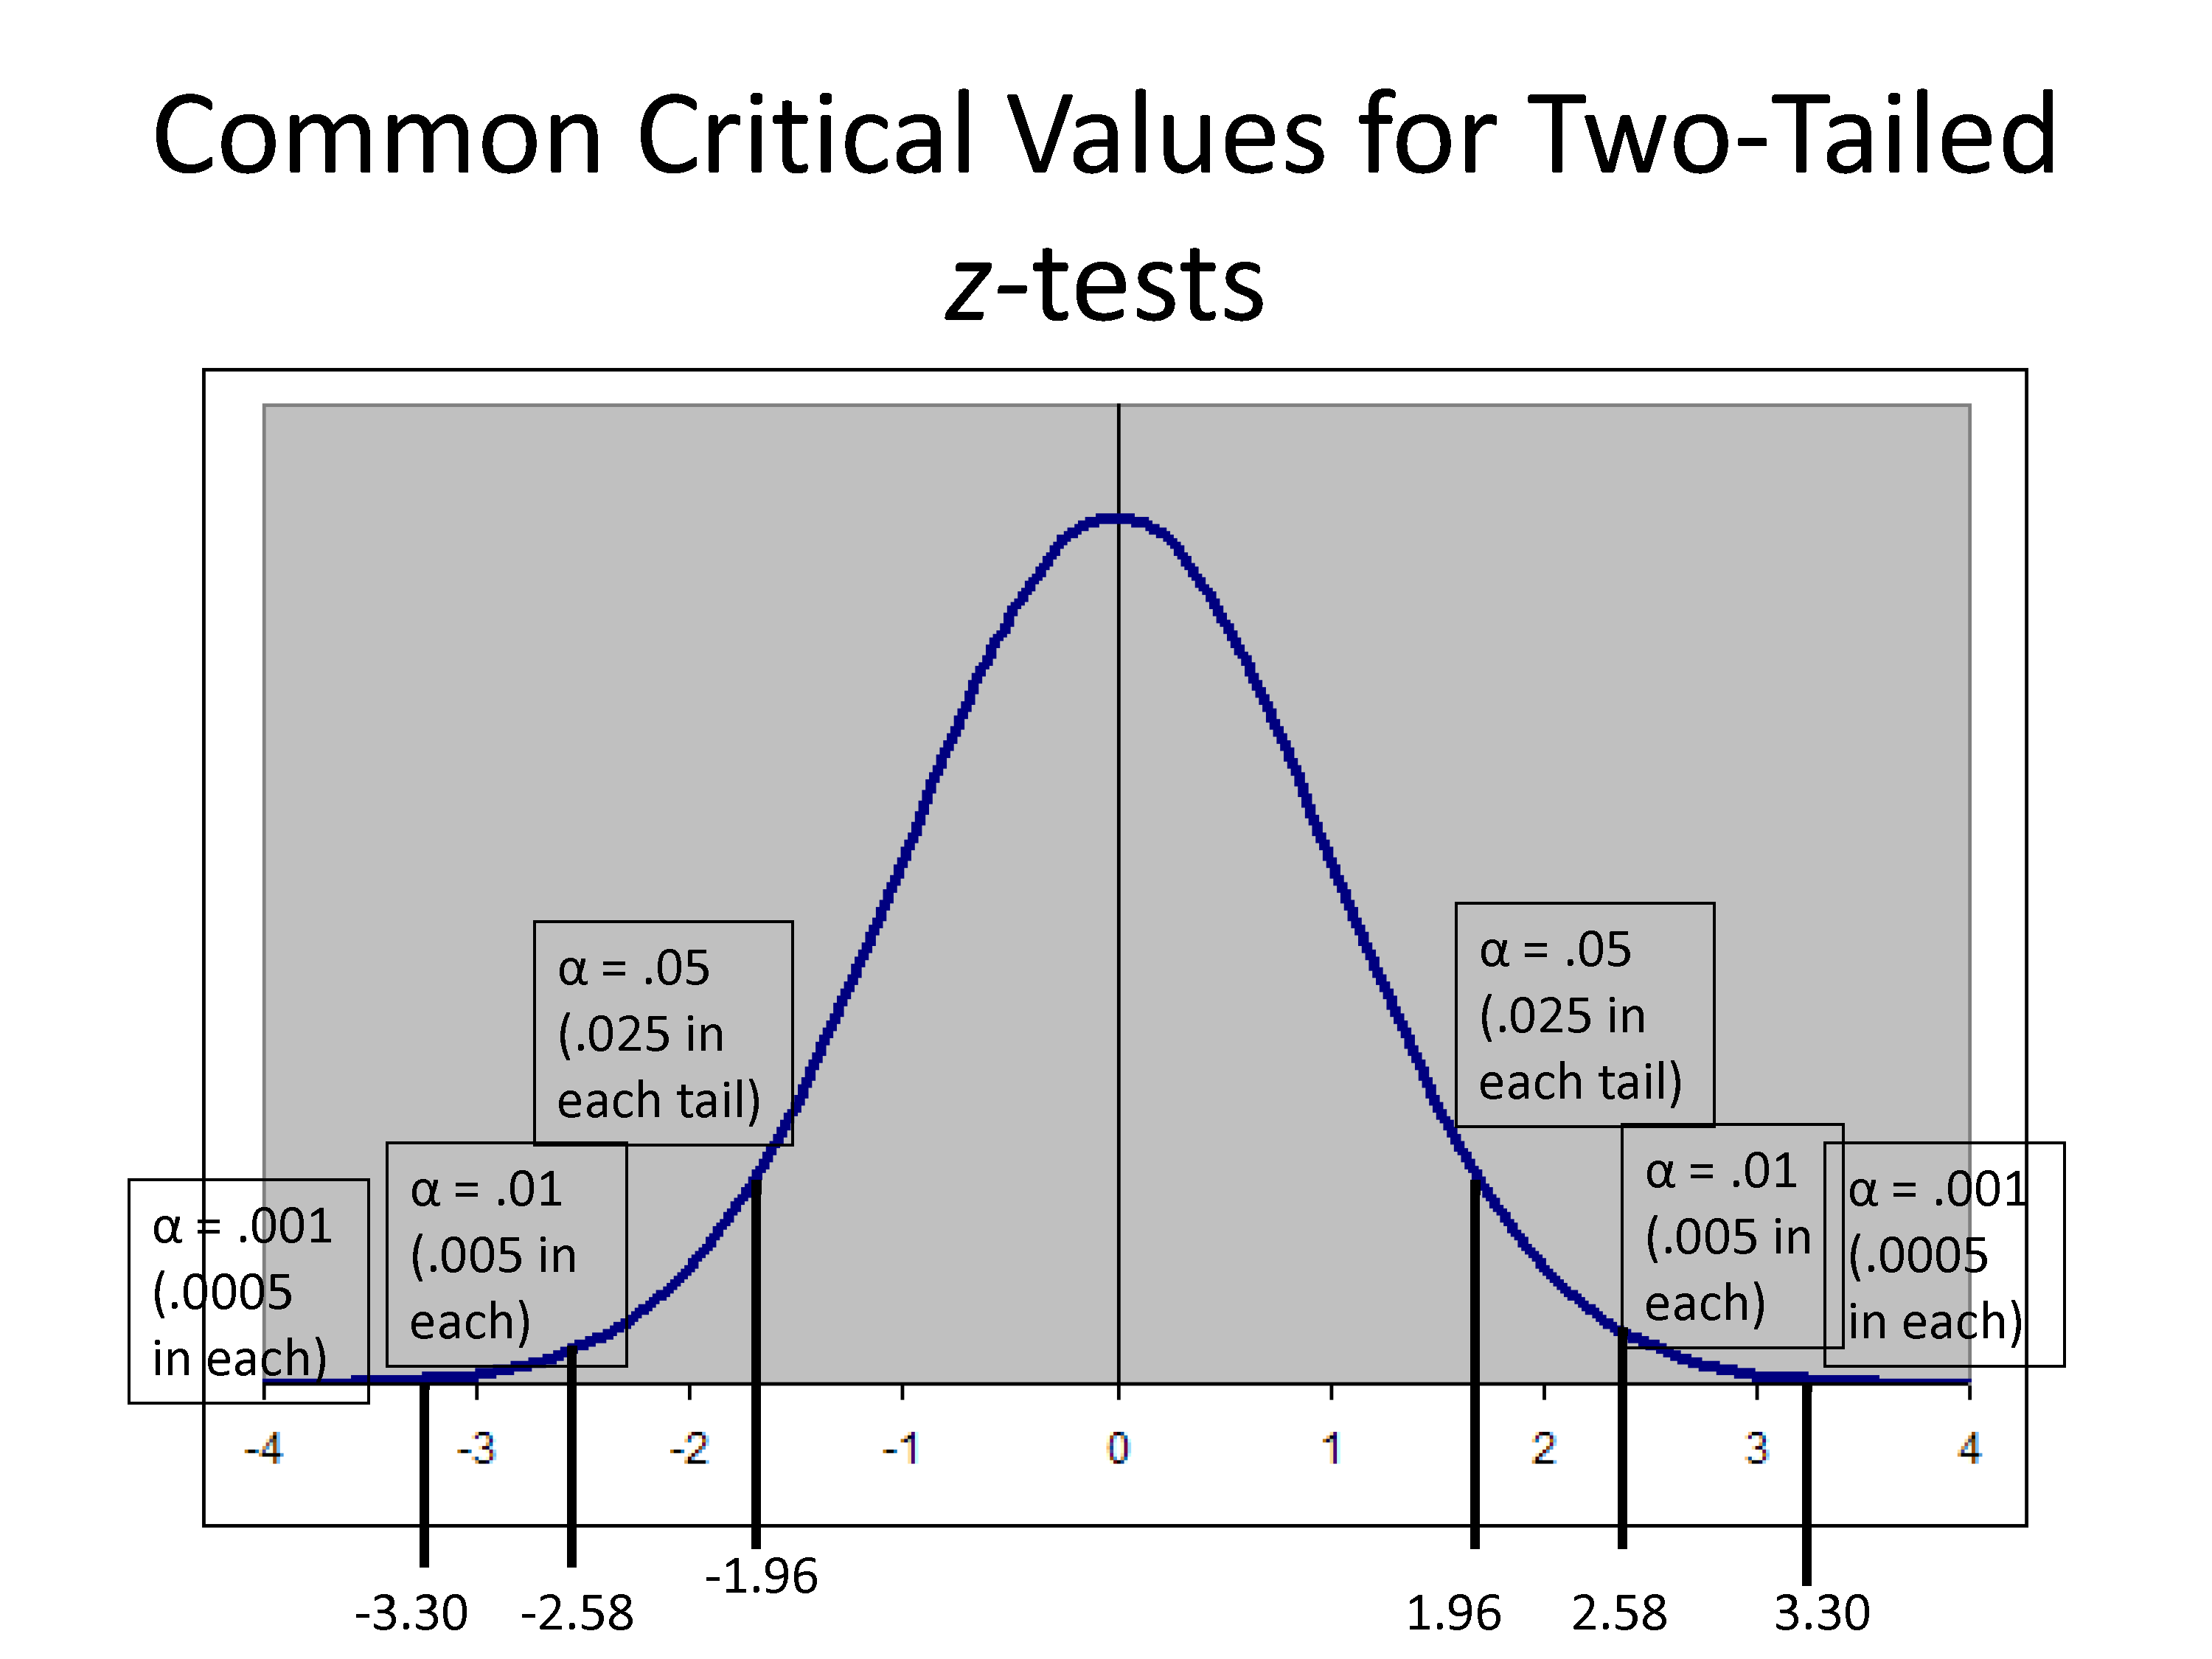 Common Critical Values for Two-Tailed
z-tests
α = .05
(.025 in
each tail)
α = .05
(.025 in
each tail)
α = .01
(.005 in
each)
α = .01
(.005 in
each)
α = .001
(.0005
in each)
α = .001
(.0005
in each)
-4 -3 -2 -1 0 1 2 3 4
-3.30 -2.58 -1.96 1.96 2.58 3.30